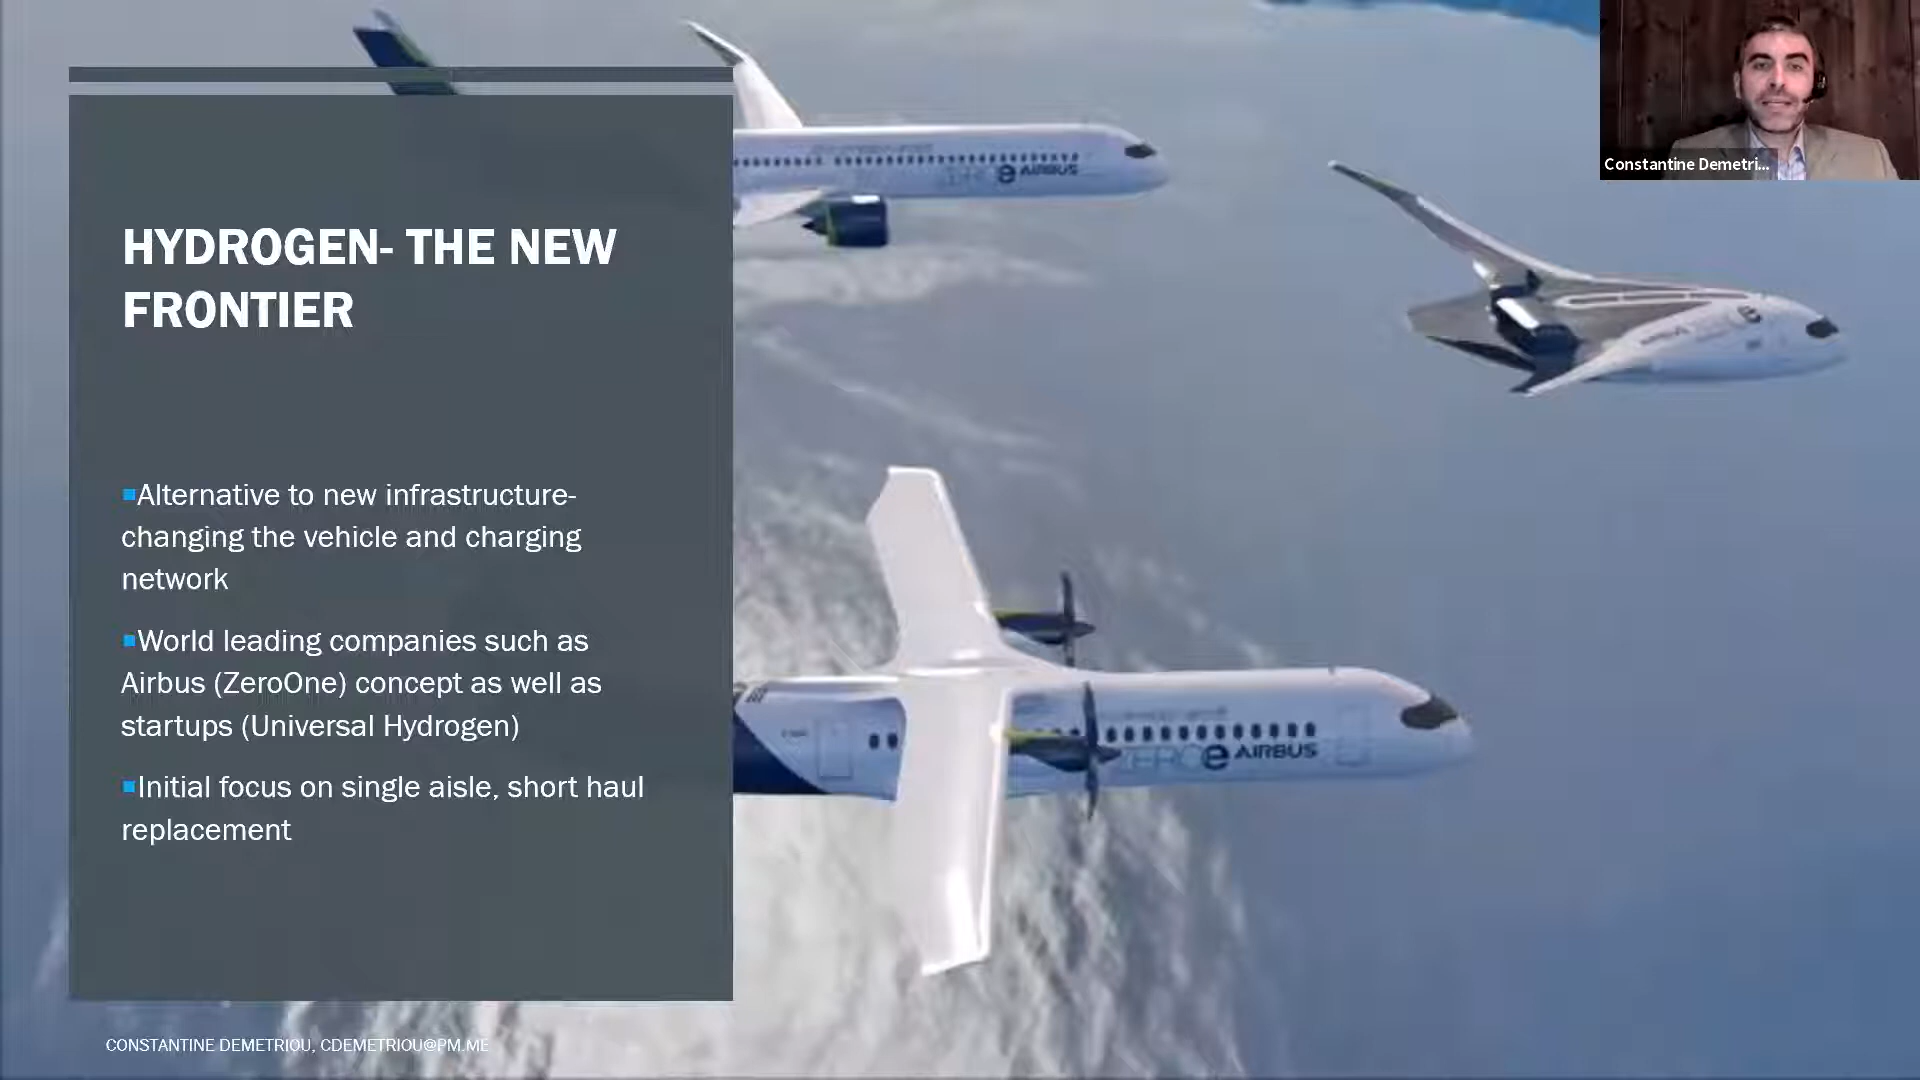 HYDROGEN- THE NEW
FRONTIER
▪Alternative to new infrastructure-
changing the vehicle and charging
network
▪World leading companies such as
Airbus (ZeroOne) concept as well as
startups (Universal Hydrogen)
▪Initial focus on single aisle, short haul
replacement
CONSTANTINE DEMETRIOU, CDEMETRIOU@PM.ME
Constantine Demetri...
AIRBUS
ZEROe AIRBUS